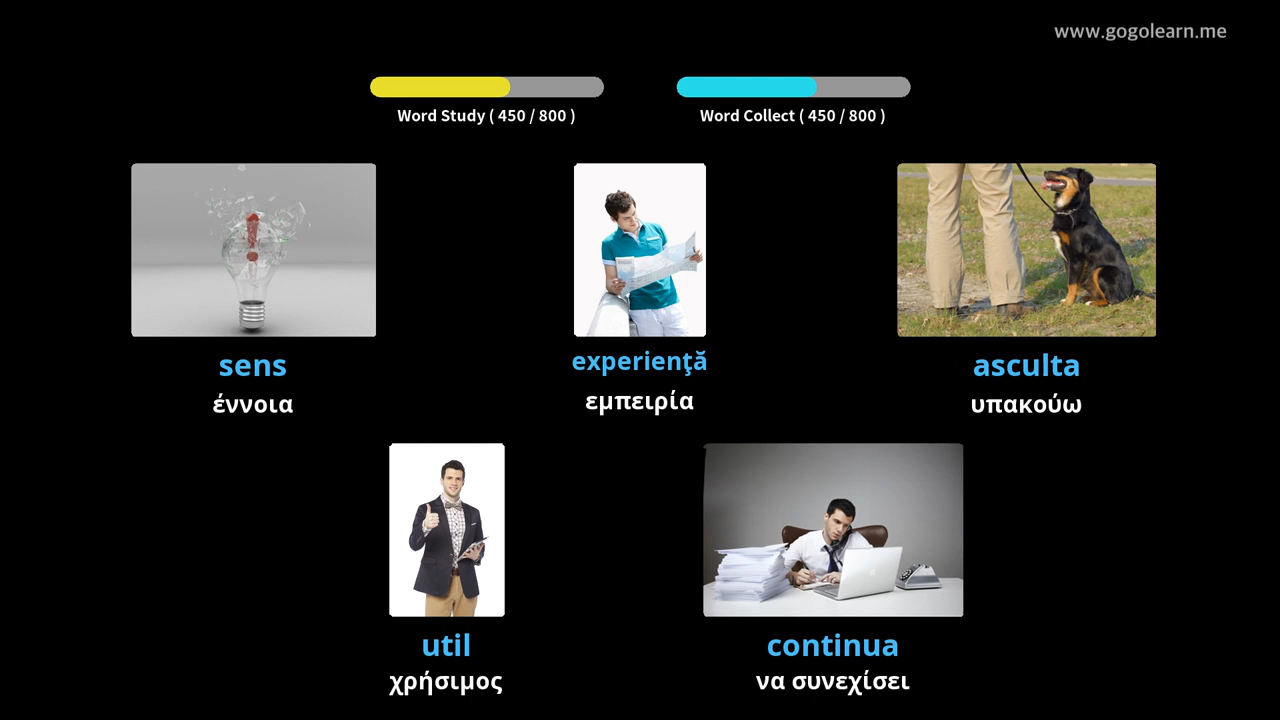 www.gogolearn.me
Word Study ( 450 / 800 )
Word Collect ( 450 / 800 )
sens
έννοια
experienţă
εμπειρία
asculta
υπακούω
util
χρήσιμος
continua
να συνεχίσει